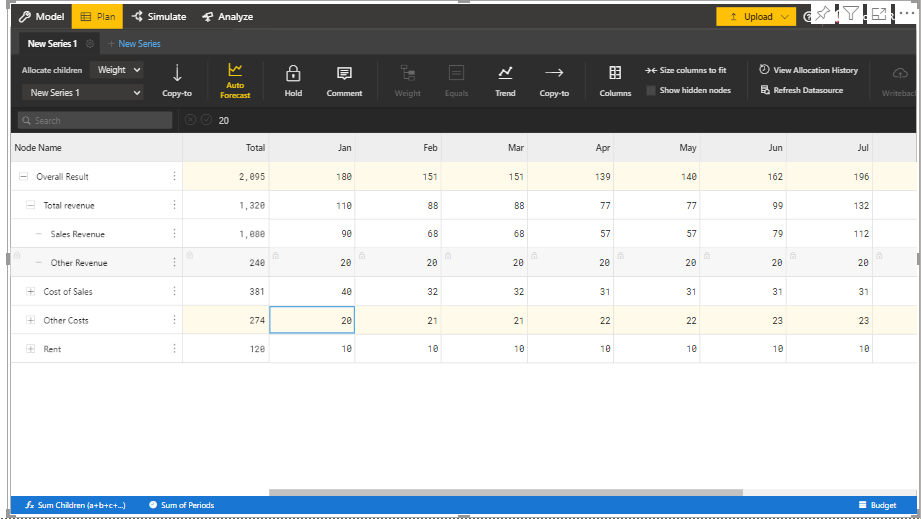 Model Plan Simulate Analyze Upload
New Series 1 + New Series
Allocate children Weight
New Series 1
Copy-to Auto Forecast Hold Comment Weight Equals Trend Copy-to Columns
Size columns to fit View Allocation History
Show hidden nodes Refresh Datasource
Writeback
Search 20
Node Name Total Jan Feb Mar Apr May Jun Jul
Overall Result 2,095 180 151 151 139 140 162 196
Total revenue 1,320 110 88 88 77 77 99 132
Sales Revenue 1,080 90 68 68 57 57 79 112
Other Revenue 240 20 20 20 20 20 20 20
Cost of Sales 381 40 32 32 31 31 31 31
Other Costs 274 20 21 21 22 22 23 23
Rent 120 10 10 10 10 10 10 10
fx Sum Children (a+b+c+...) Sum of Periods Budget